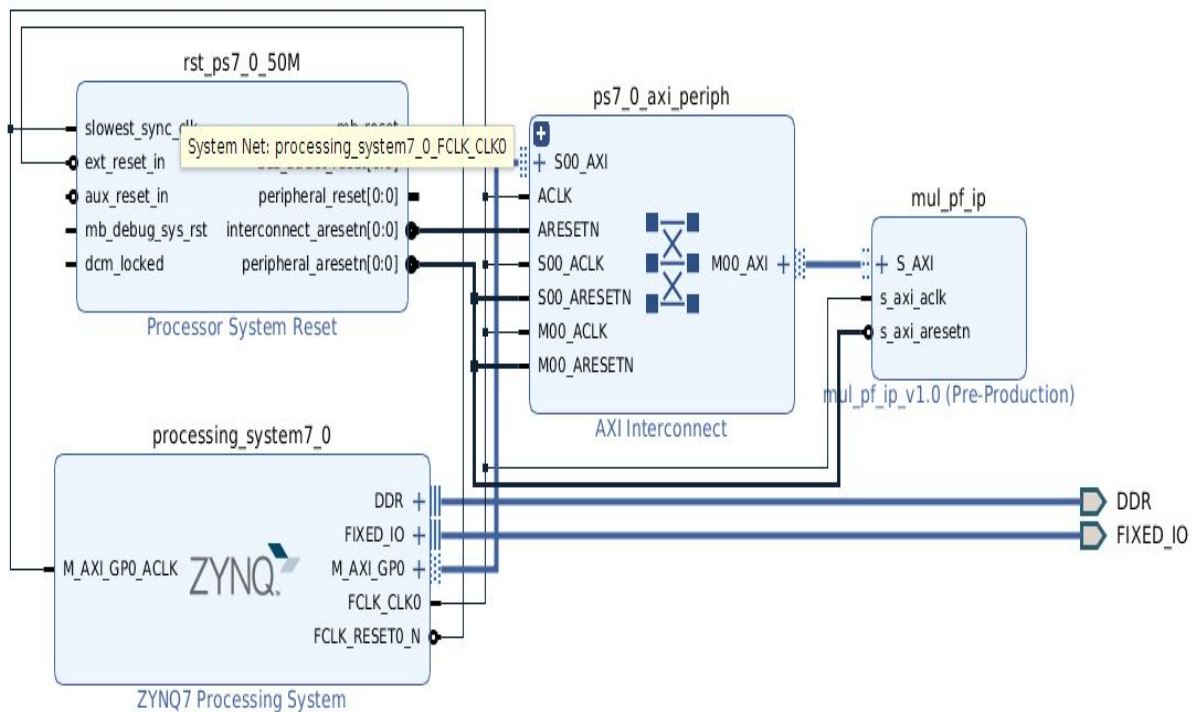 rst_ps7_0_50M
slowest_sync_clk
ext_reset_in
aux_reset_in
mb_debug_sys_rst
dcm_locked
mb_reset
peripheral_reset[0:0]
interconnect_aresetn[0:0]
peripheral_aresetn[0:0]
Processor System Reset
System Net: processing_system7_0_FCLK_CLK0
ps7_0_axi_periph
S00_AXI
ACLK
ARESETN
S00_ACLK
S00_ARESETN
M00_ACLK
M00_ARESETN
M00_AXI
AXI Interconnect
mul_pf_ip
S_AXI
s_axi_aclk
s_axi_aresetn
mul_pf_ip_v1.0 (Pre-Production)
processing_system7_0
M_AXI_GP0_ACLK
ZYNQ
DDR
FIXED_IO
M_AXI_GP0
FCLK_CLK0
FCLK_RESET0_N
ZYNQ7 Processing System
DDR
FIXED_IO